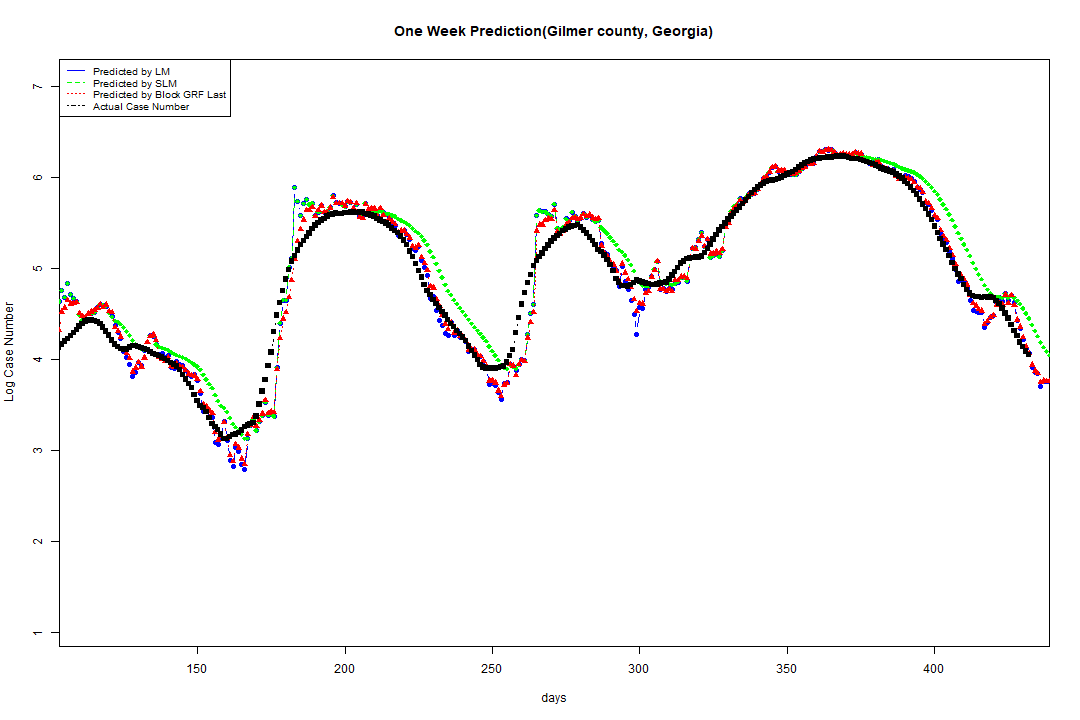 One Week Prediction(Gilmer county, Georgia)
Predicted by LM
Predicted by SLM
Predicted by Block GRF Last
Actual Case Number
7
6
5
4
3
2
1
Log Case Number
150 200 250 300 350 400
days